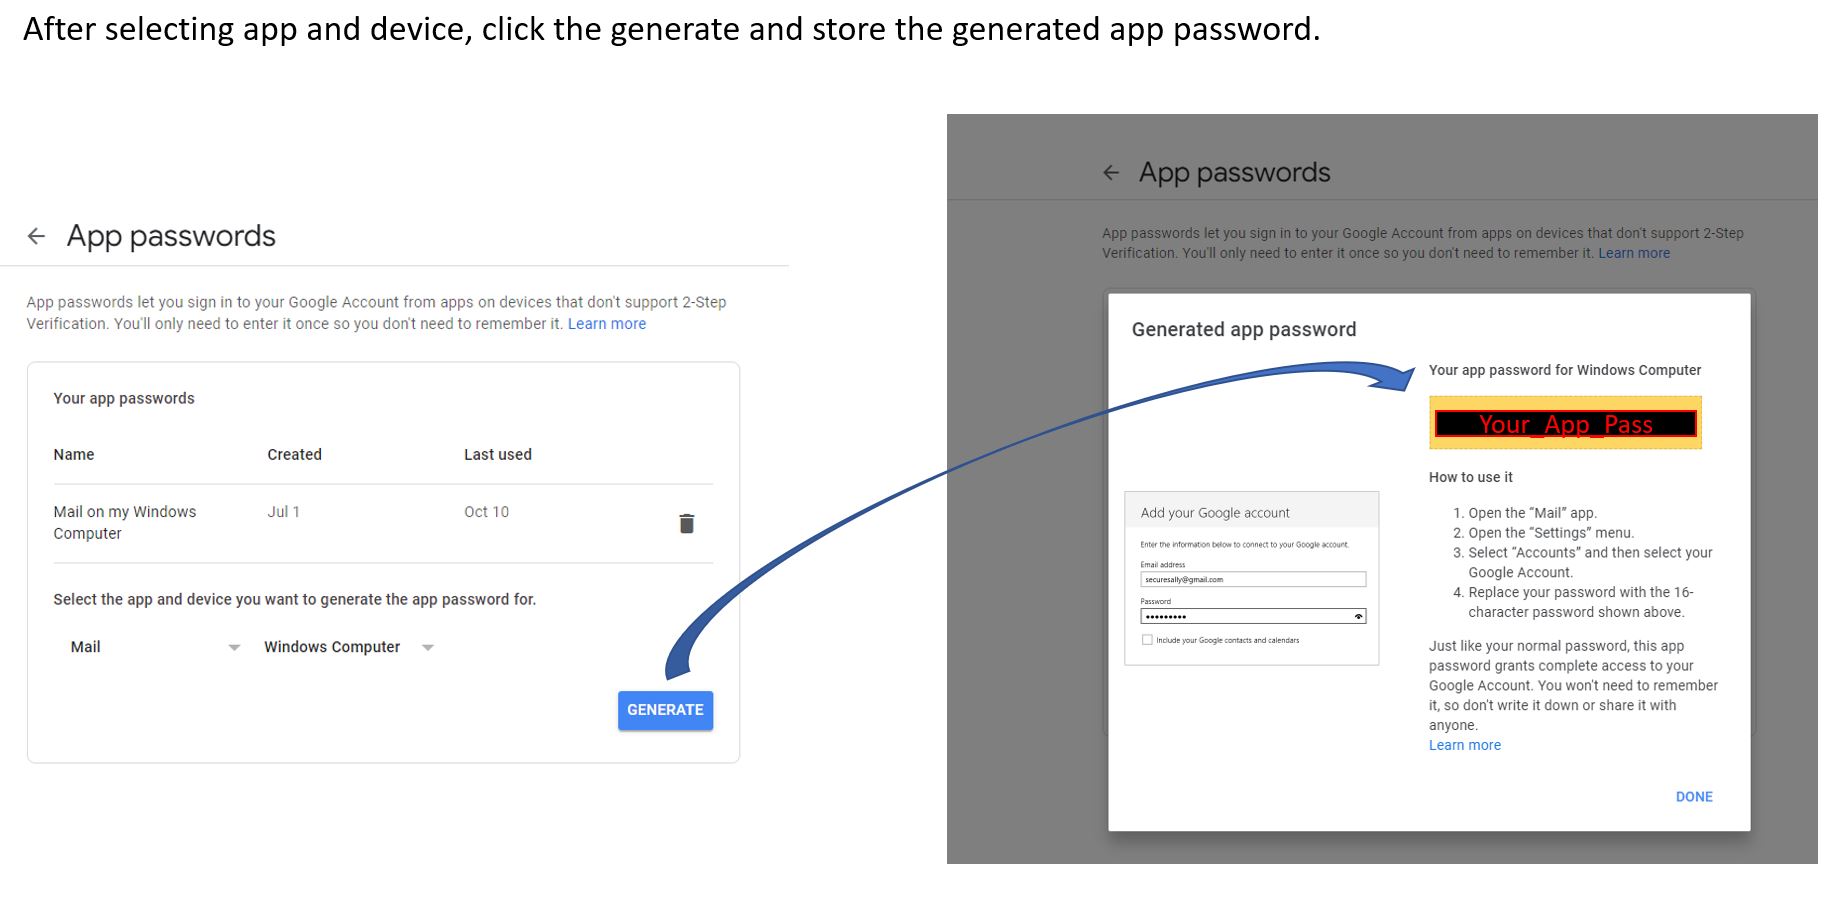 After selecting app and device, click the generate and store the generated app password.
App passwords
App passwords let you sign in to your Google Account from apps on devices that don't support 2-Step
Verification. You'll only need to enter it once so you don't need to remember it. Learn more
Your app passwords
Name Created Last used
Mail on my Windows
Computer
Jul 1 Oct 10
Select the app and device you want to generate the app password for.
Mail Windows Computer
GENERATE
App passwords
App passwords let you sign in to your Google Account from apps on devices that don't support 2-Step
Verification. You'll only need to enter it once so you don't need to remember it. Learn more
Generated app password
Add your Google account
Enter the information below to connect to your Google account.
Email address
securesally@gmail.com
Password
•••••••••
Include your Google contacts and calendars
Your app password for Windows Computer
Your_App_Pass
How to use it
1. Open the “Mail” app.
2. Open the “Settings” menu.
3. Select “Accounts” and then select your
Google Account.
4. Replace your password with the 16-
character password shown above.
Just like your normal password, this app
password grants complete access to your
Google Account. You won't need to remember
it, so don't write it down or share it with
anyone.
Learn more
DONE